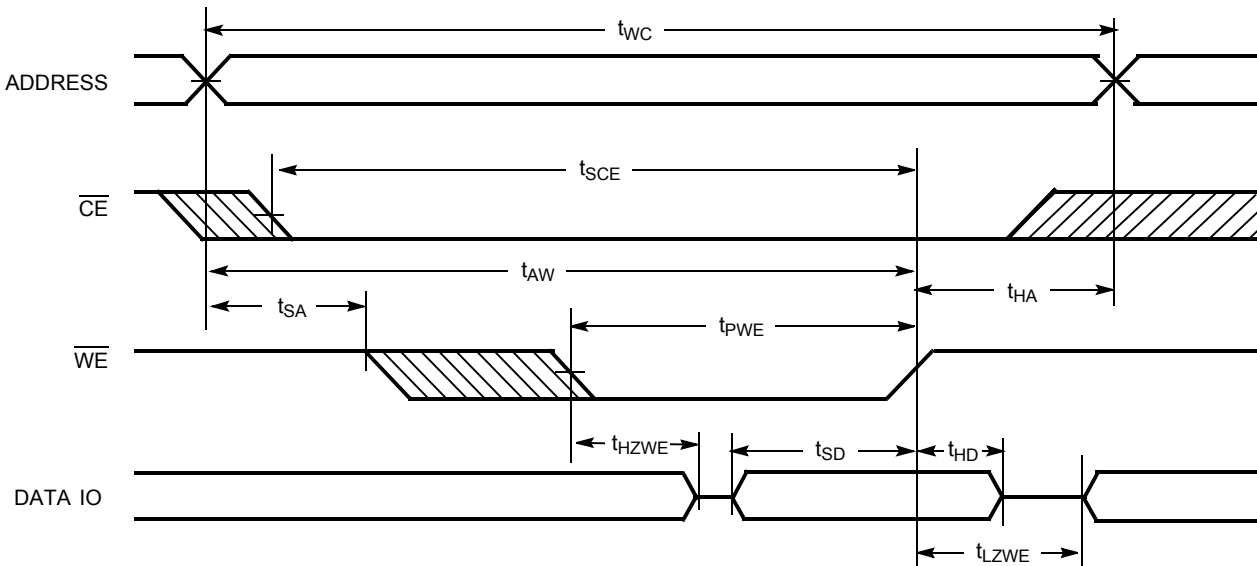 tWC
ADDRESS
tSCE
CE
tAW
tSA
tHA
tPWE
WE
tHZWE
tSD
tHD
DATA IO
tLZWE